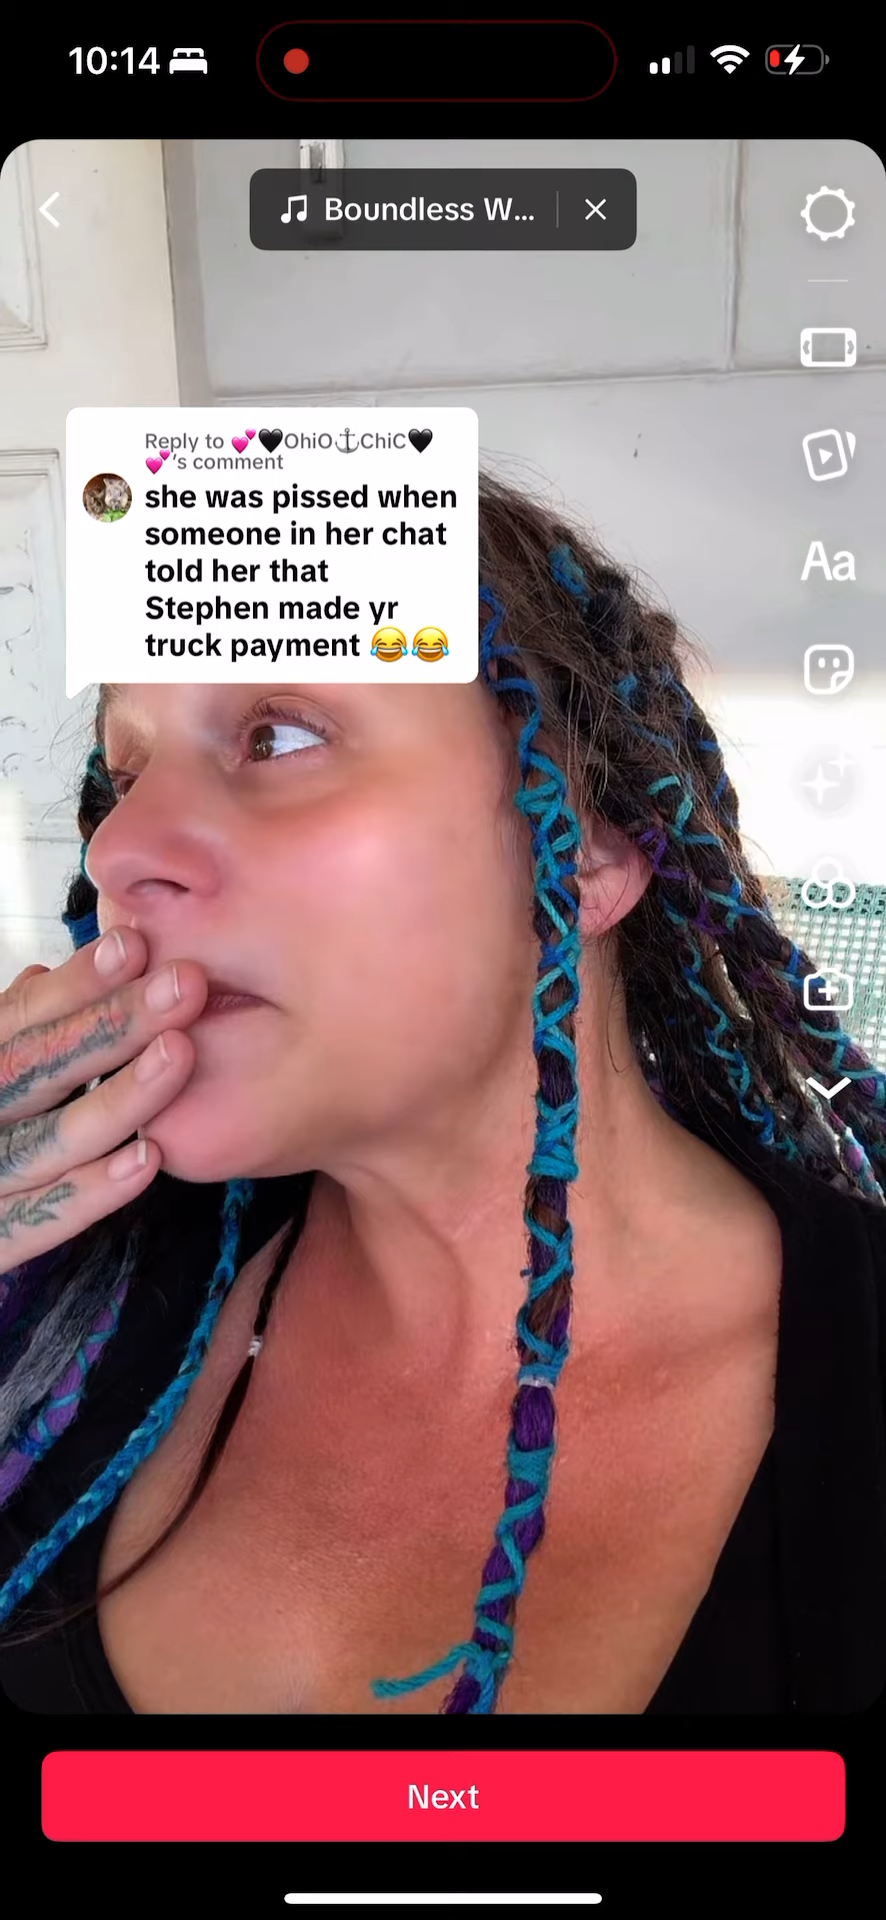 10:14
Boundless W...
Reply to 💕🖤OhiO⚓ChiC🖤
💕's comment
she was pissed when
someone in her chat
told her that
Stephen made yr
truck payment 😂😂
Aa
Next